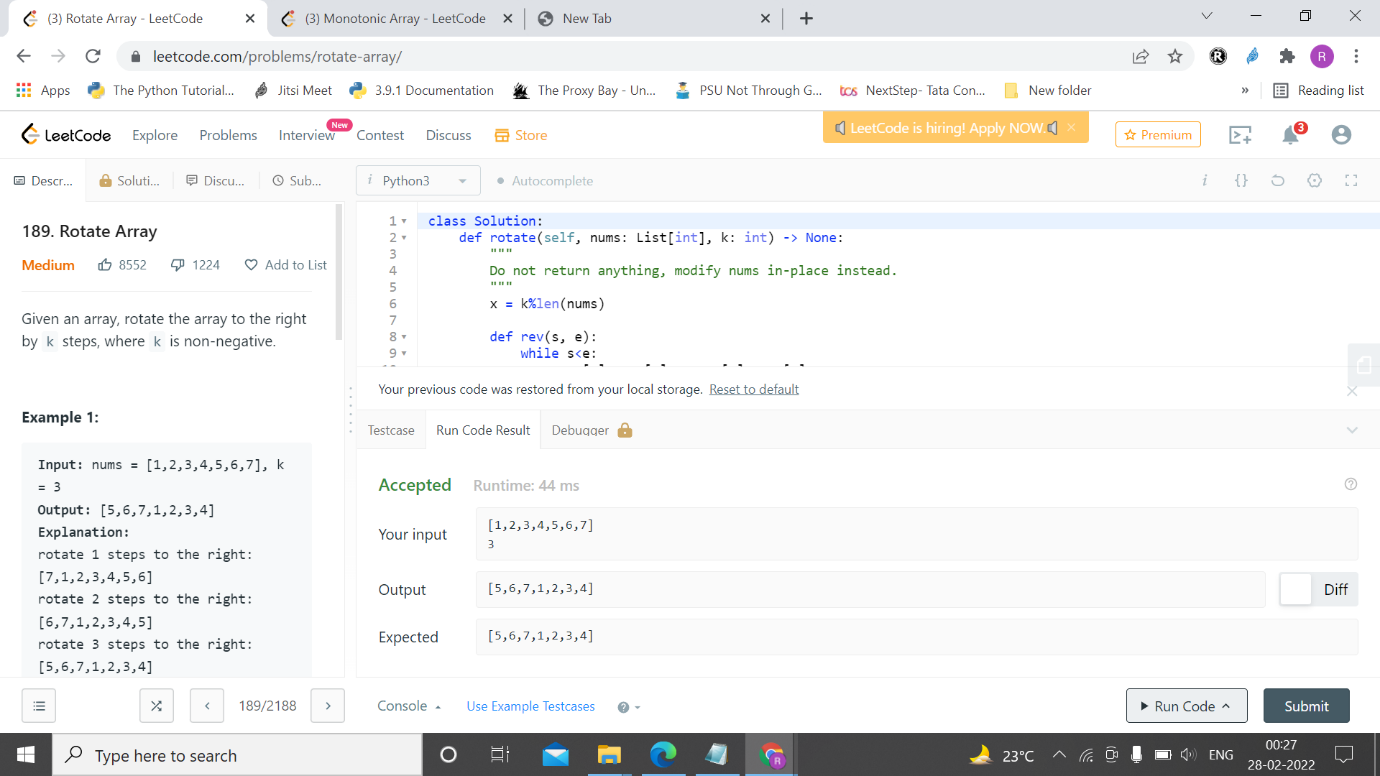 (3) Rotate Array - LeetCode
(3) Monotonic Array - LeetCode
New Tab
leetcode.com/problems/rotate-array/
R
R
Apps
The Python Tutorial...
Jitsi Meet
3.9.1 Documentation
The Proxy Bay - Un...
PSU Not Through G...
tcs NextStep- Tata Con...
New folder
»
Reading list
LeetCode
Explore
Problems
Interview
New
Contest
Discuss
Store
LeetCode is hiring! Apply NOW.
Premium
3
Descr...
Soluti...
Discu...
Sub...
i Python3
Autocomplete
i {}
189. Rotate Array
Medium 8552 1224 Add to List
Given an array, rotate the array to the right
by k steps, where k is non-negative.
Example 1:
Input: nums = [1,2,3,4,5,6,7], k
= 3
Output: [5,6,7,1,2,3,4]
Explanation:
rotate 1 steps to the right:
[7,1,2,3,4,5,6]
rotate 2 steps to the right:
[6,7,1,2,3,4,5]
rotate 3 steps to the right:
[5,6,7,1,2,3,4]
189/2188
1 class Solution:
2 def rotate(self, nums: List[int], k: int) -> None:
3 """
4 Do not return anything, modify nums in-place instead.
5 """
6 x = k%len(nums)
7
8 def rev(s, e):
9 while s<e:
Your previous code was restored from your local storage. Reset to default
Testcase
Run Code Result
Debugger
Accepted Runtime: 44 ms
Your input
[1,2,3,4,5,6,7]
3
Output
[5,6,7,1,2,3,4]
Diff
Expected
[5,6,7,1,2,3,4]
Console
Use Example Testcases
Run Code
Submit
Type here to search
R
23°C
ENG
00:27
28-02-2022